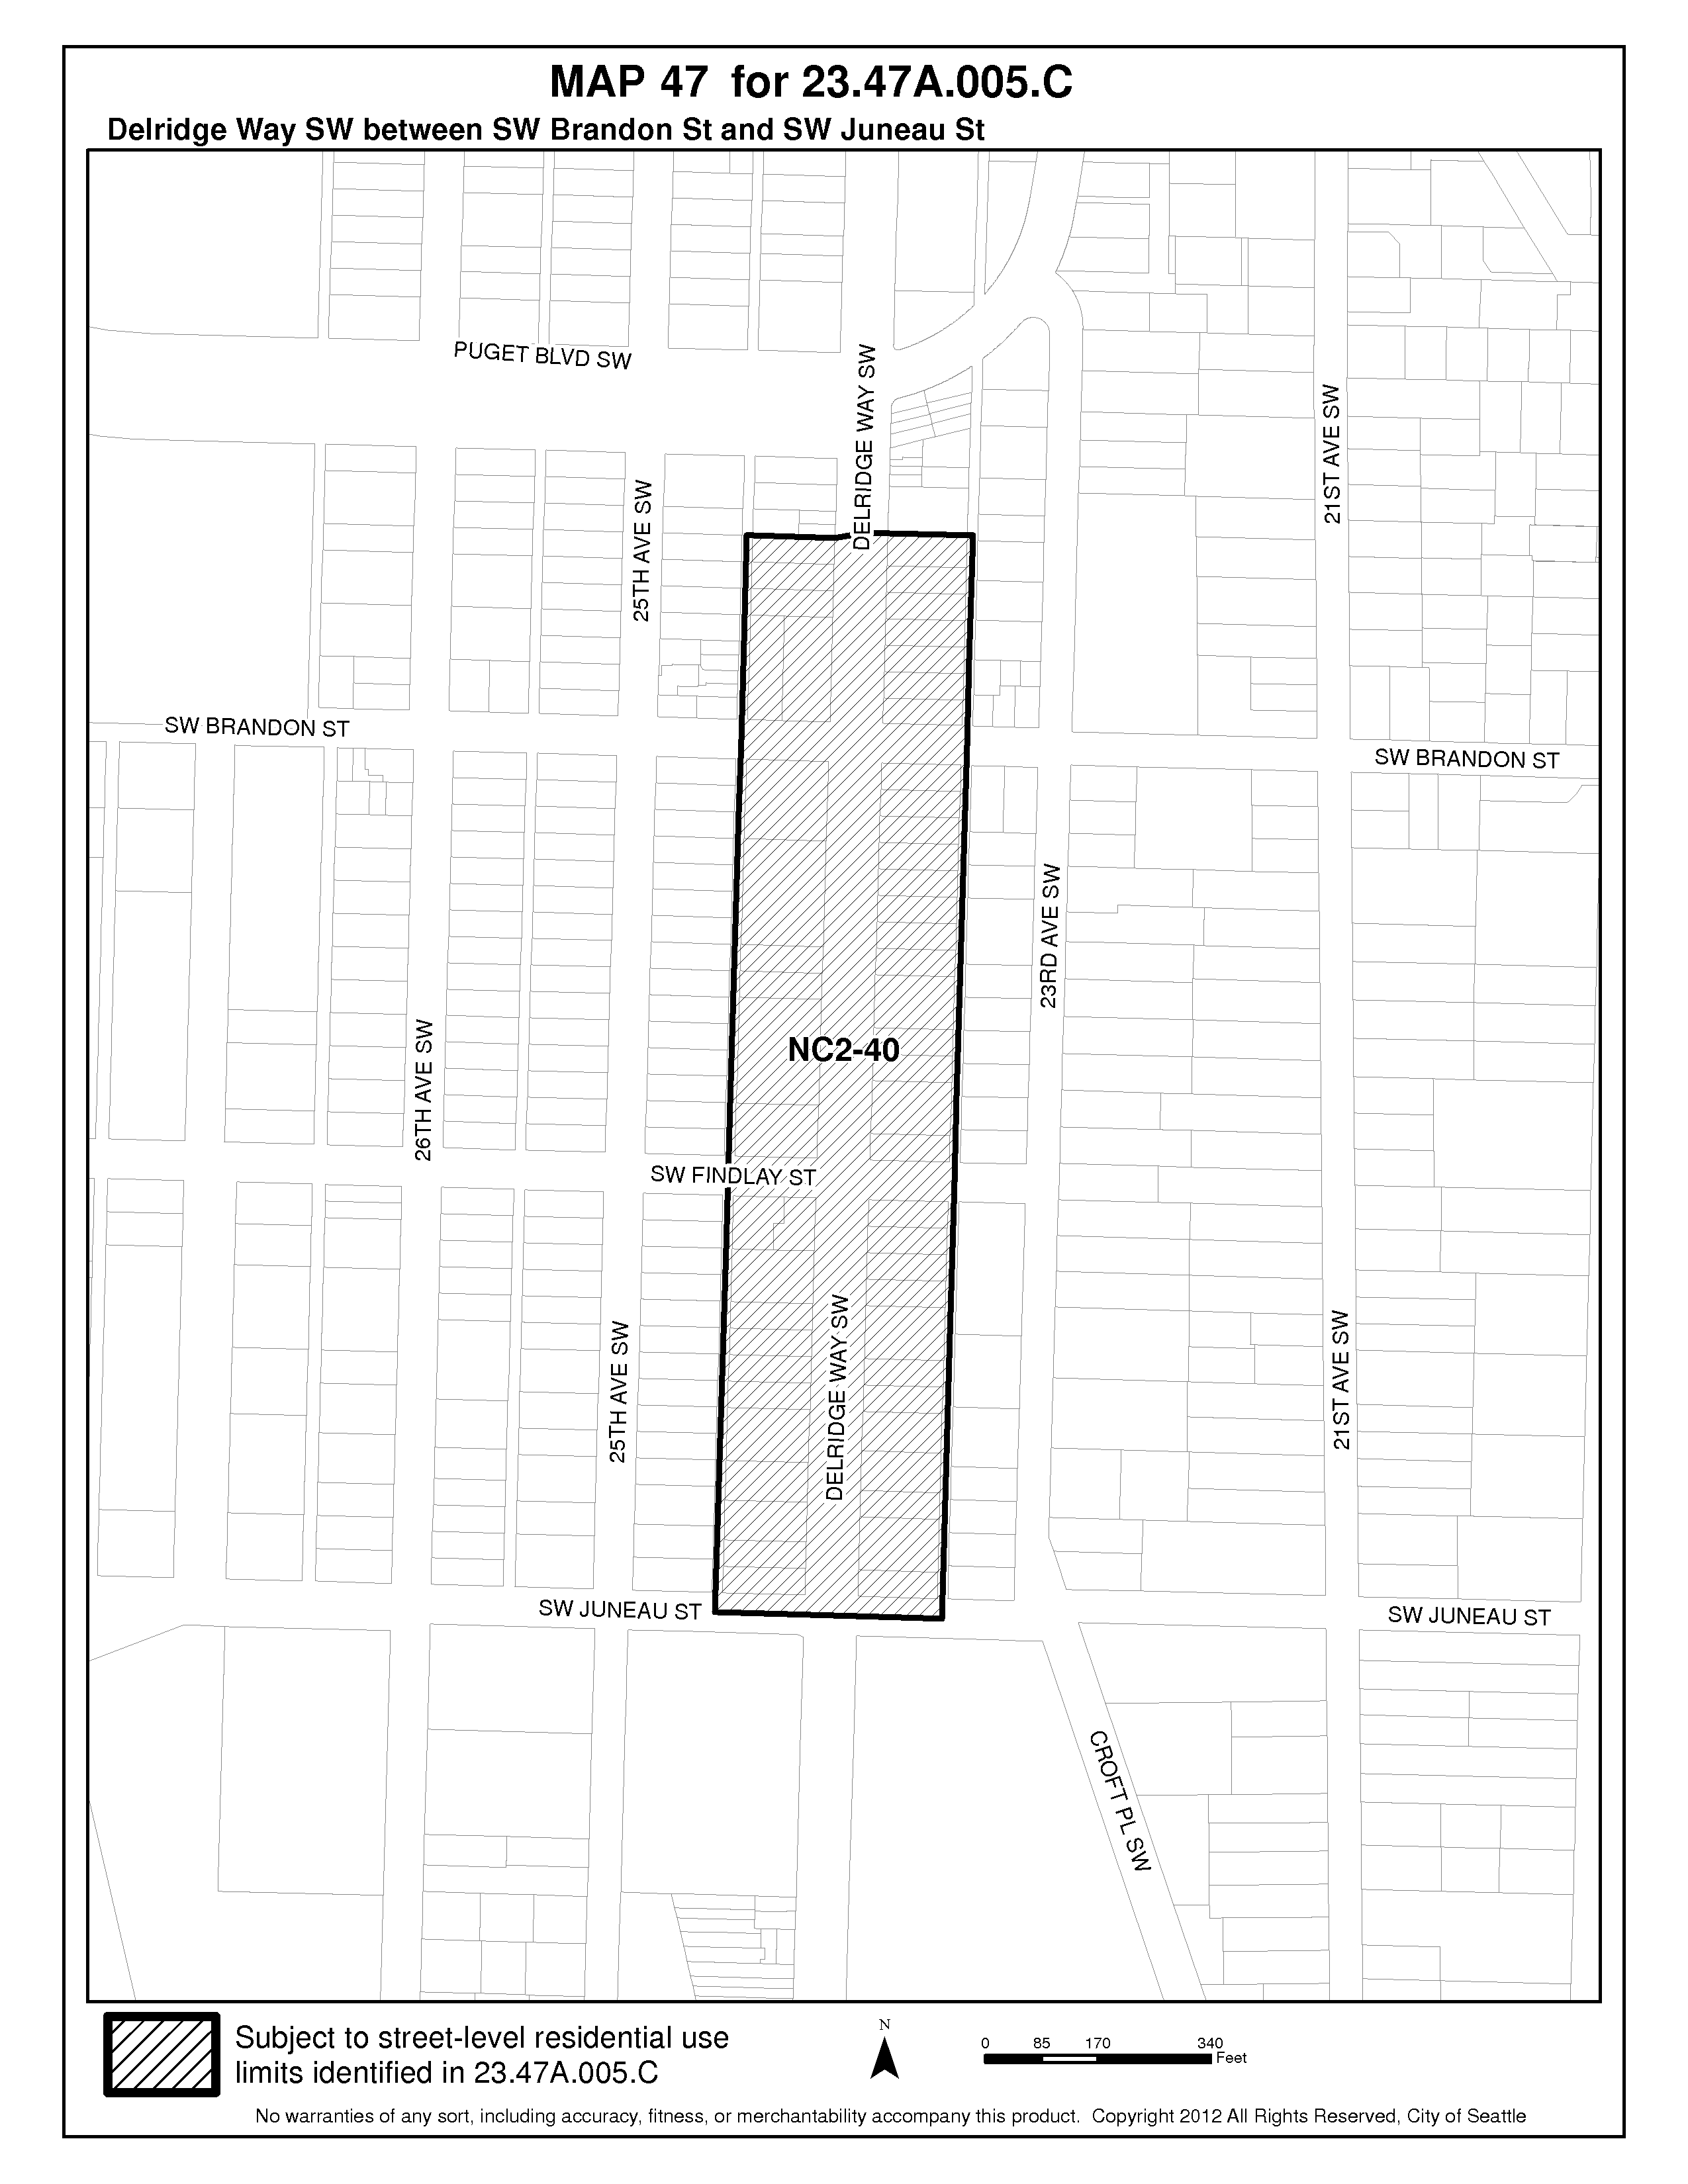 MAP 47 for 23.47A.005.C
Delridge Way SW between SW Brandon St and SW Juneau St
PUGET BLVD SW
DELRIDGE WAY SW
21ST AVE SW
25TH AVE SW
SW BRANDON ST
SW BRANDON ST
23RD AVE SW
26TH AVE SW
NC2-40
SW FINDLAY ST
DELRIDGE WAY SW
25TH AVE SW
21ST AVE SW
SW JUNEAU ST
SW JUNEAU ST
CROFT PL SW
Subject to street-level residential use
limits identified in 23.47A.005.C
N
0 85 170 340
Feet
No warranties of any sort, including accuracy, fitness, or merchantability accompany this product. Copyright 2012 All Rights Reserved, City of Seattle